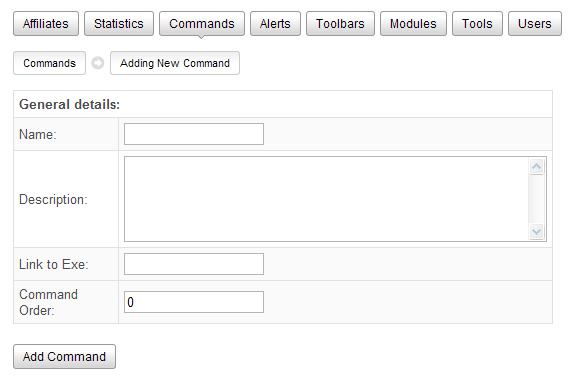 Affiliates Statistics Commands Alerts Toolbars Modules Tools Users
Commands Adding New Command
General details:
Name:
Description:
Link to Exe:
Command
Order:
0
Add Command